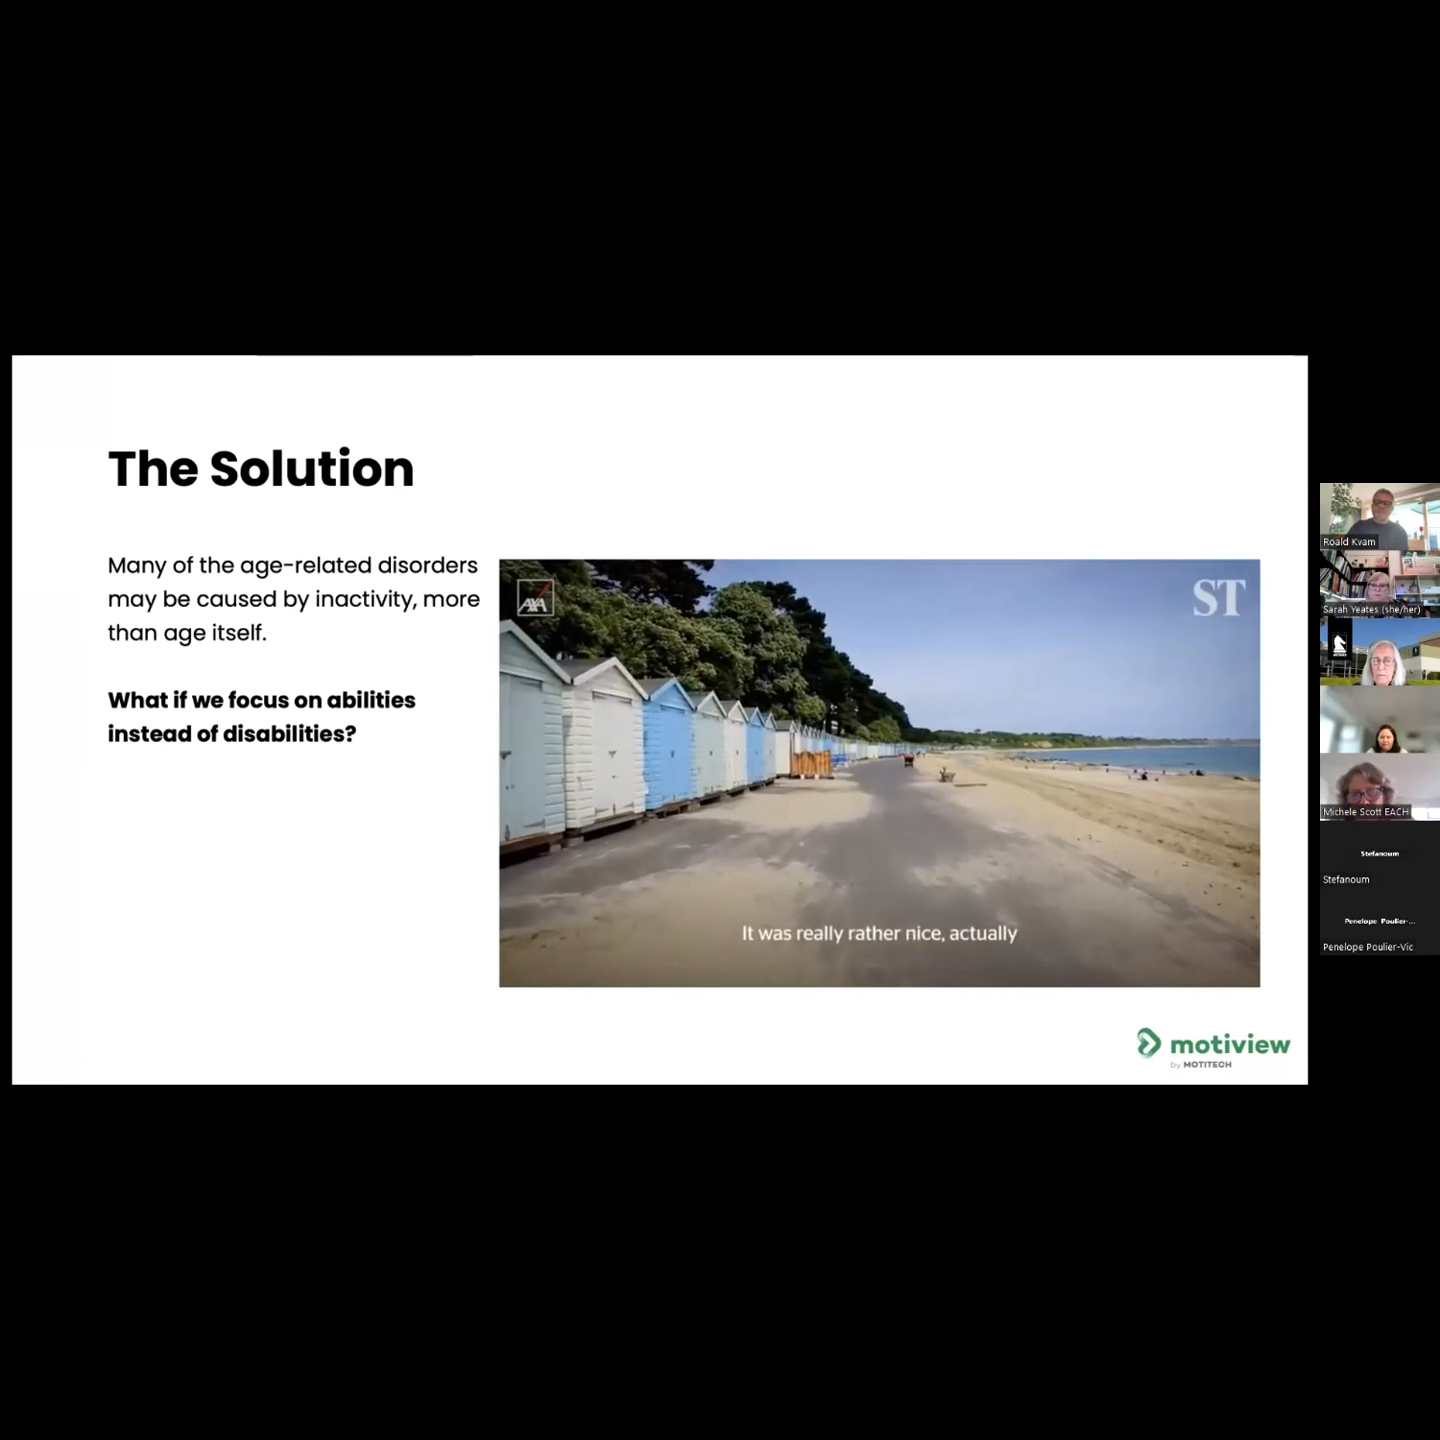 The Solution
Many of the age-related disorders
may be caused by inactivity, more
than age itself.
What if we focus on abilities
instead of disabilities?
AXA
ST
It was really rather nice, actually
motiview
by MOTITECH
Roald Kvam
Sarah Yeates (she/her)
Michele Scott EACH
Stefanoum
Stefanoum
Penelope Poulier-...
Penelope Poulier-Vic